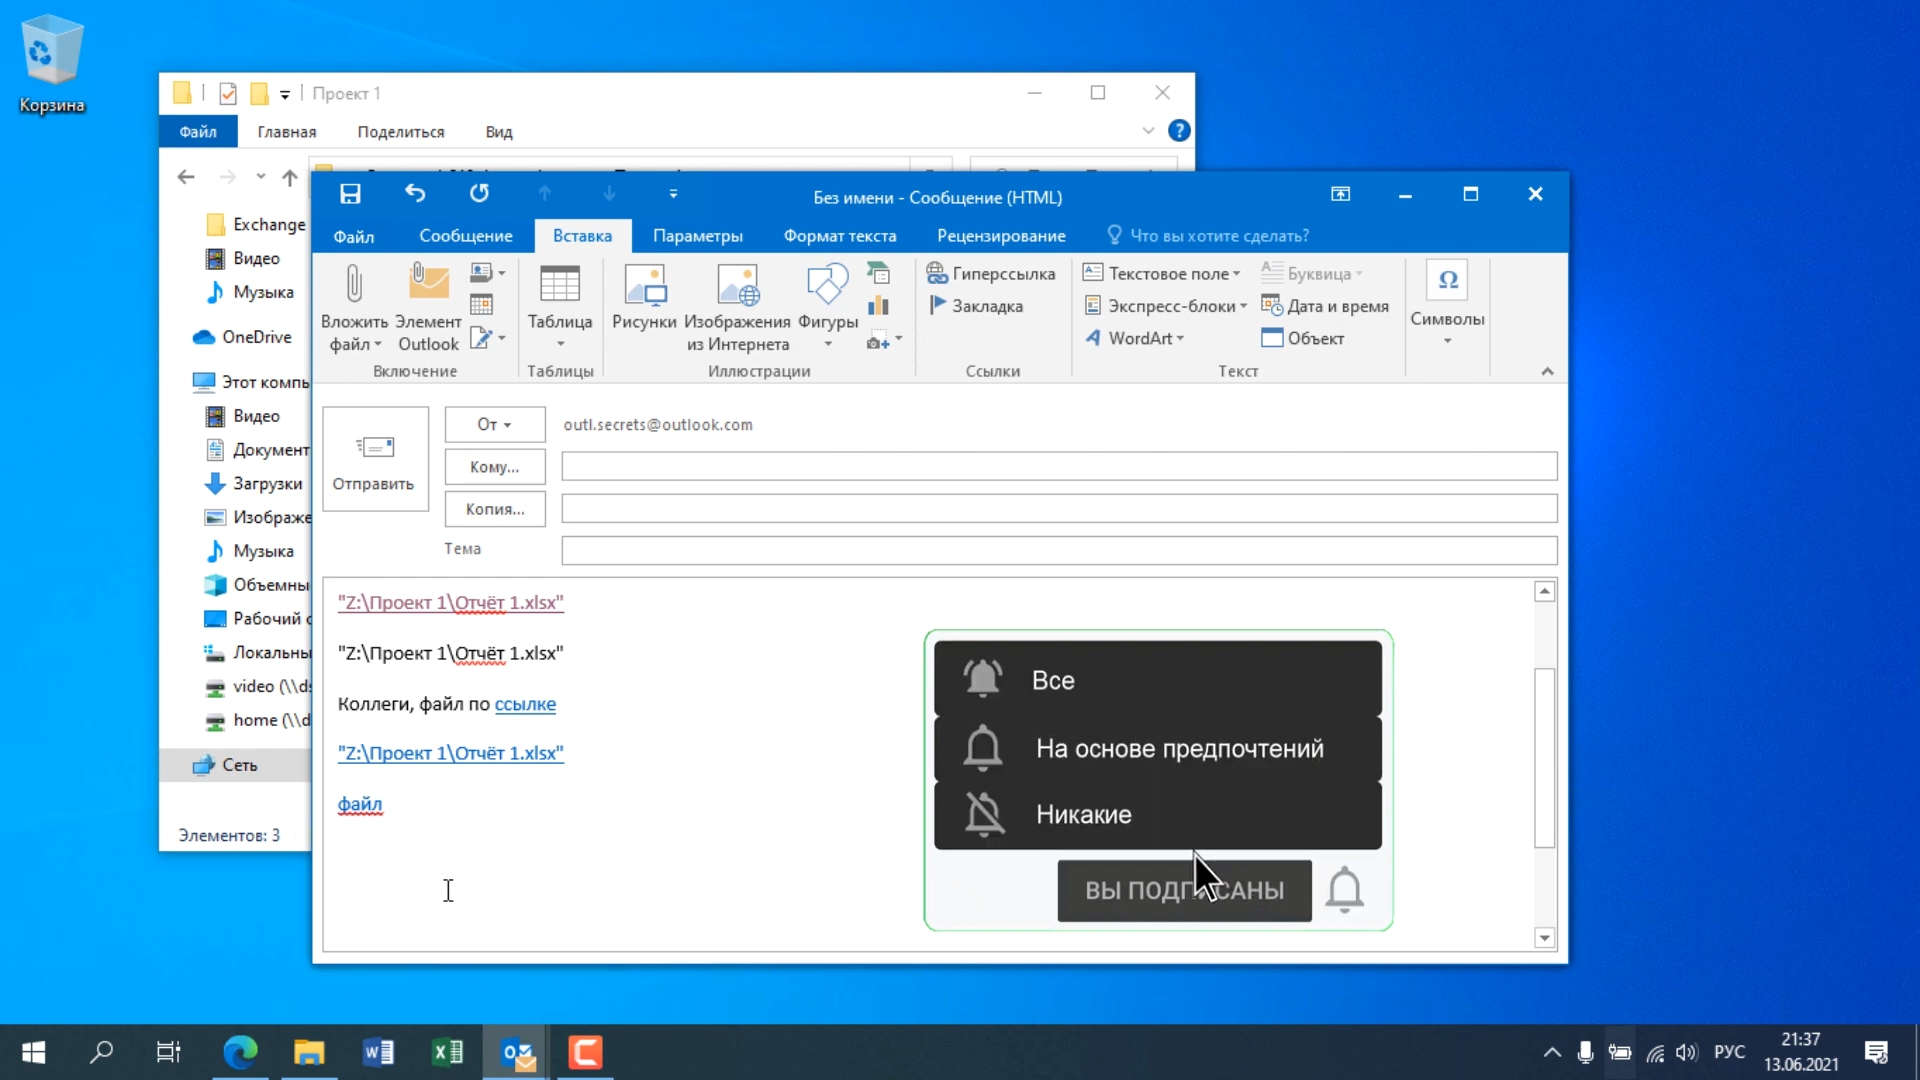 Корзина
Проект 1
Файл
Главная
Поделиться
Вид
Exchange
Видео
Музыка
OneDrive
Этот компь
Видео
Документ
Загрузки
Изображе
Музыка
Объемны
Рабочий с
Локальны
video (\\ds
home (\\d
Сеть
Элементов: 3
Без имени - Сообщение (HTML)
Файл
Сообщение
Вставка
Параметры
Формат текста
Рецензирование
Что вы хотите сделать?
Вложить файл
Элемент Outlook
Включение
Таблица
Таблицы
Рисунки
Изображения из Интернета
Фигуры
Иллюстрации
Гиперссылка
Закладка
Ссылки
Текстовое поле
Экспресс-блоки
WordArt
Буквица
Дата и время
Объект
Текст
Символы
Отправить
От
outl.secrets@outlook.com
Кому...
Копия...
Тема
"Z:\Проект 1\Отчёт 1.xlsx"
"Z:\Проект 1\Отчёт 1.xlsx"
Коллеги, файл по ссылке
"Z:\Проект 1\Отчёт 1.xlsx"
файл
Все
На основе предпочтений
Никакие
ВЫ ПОДПИСАНЫ
РУС
21:37
13.06.2021